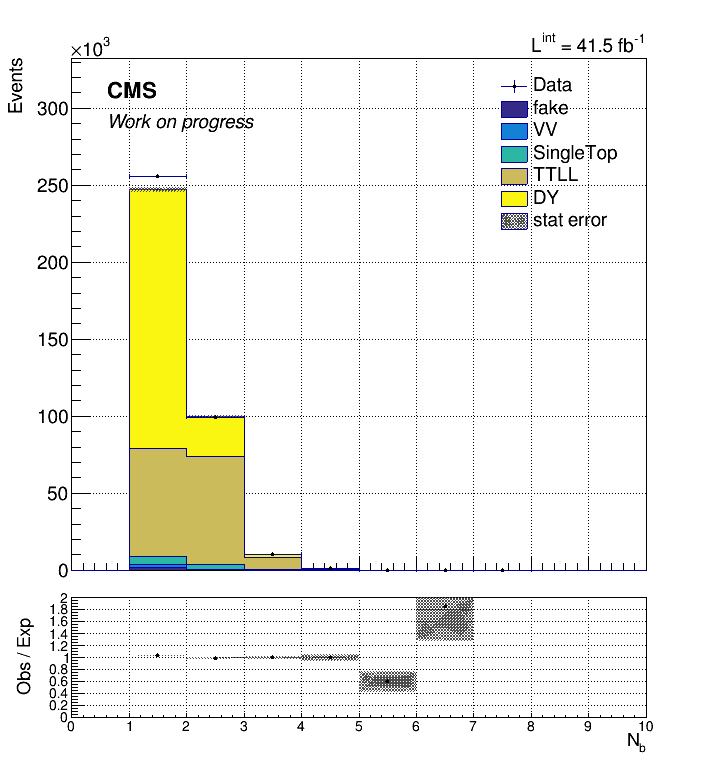 ×10³
L^int = 41.5 fb⁻¹
Events
CMS
Work on progress
Data
fake
VV
SingleTop
TTLL
DY
stat error
300
250
200
150
100
50
0
Obs / Exp
2
1.8
1.6
1.4
1.2
1
0.8
0.6
0.4
0.2
0
0 1 2 3 4 5 6 7 8 9 10
N_b